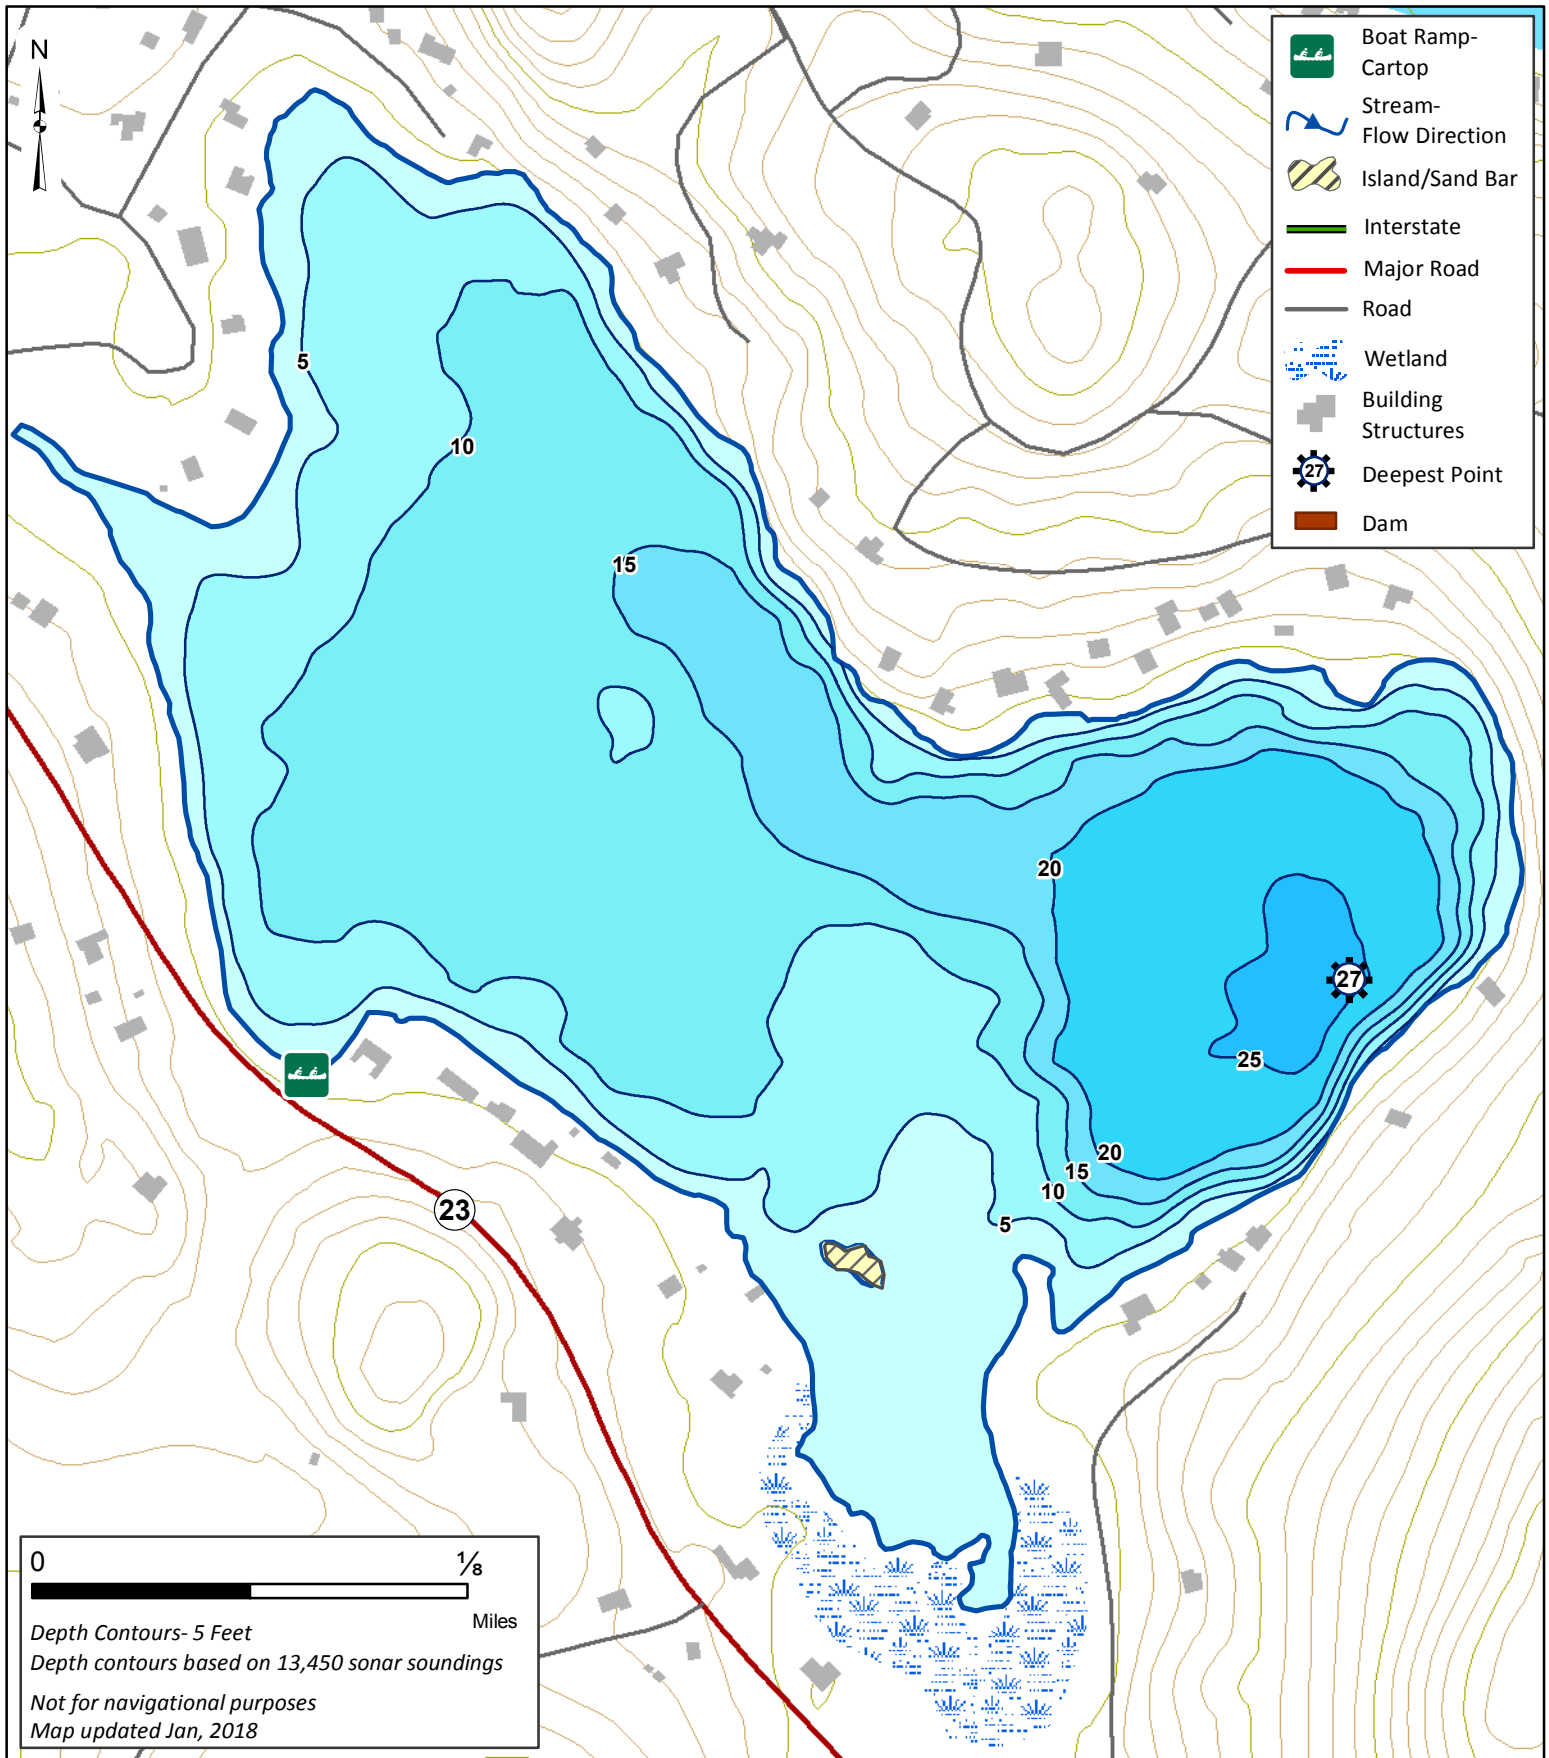 N
Boat Ramp-
Cartop
Stream-
Flow Direction
Island/Sand Bar
Interstate
Major Road
Road
Wetland
Building
Structures
27
Deepest Point
Dam
5
10
15
20
27
25
20
15
10
5
23
0 ⅛
Miles
Depth Contours- 5 Feet
Depth contours based on 13,450 sonar soundings
Not for navigational purposes
Map updated Jan, 2018